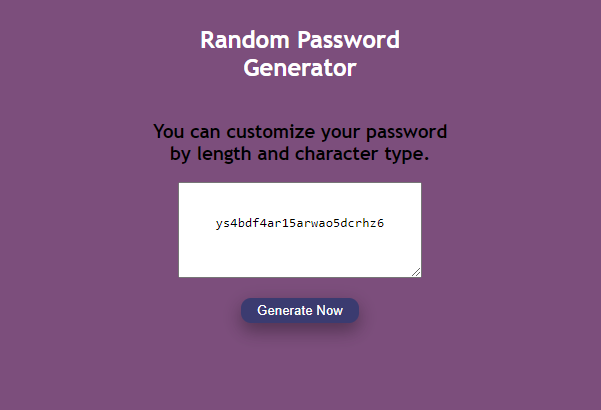 Random Password
Generator
You can customize your password
by length and character type.
ys4bdf4ar15arwao5dcrhz6
Generate Now